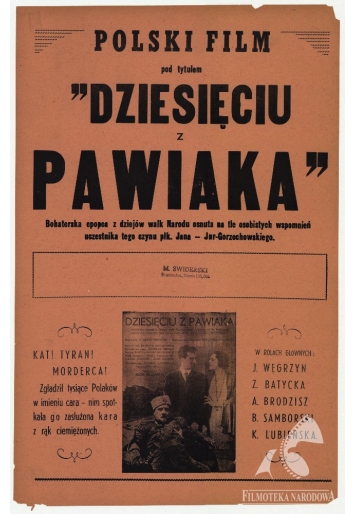 POLSKI FILM
pod tytułem
"DZIESIĘCIU
z
PAWIAKA"
Bohaterska epopea z dziejów walk Narodu osnuta na tle osobistych wspomnień
uczestnika tego czynu płk. Jana – Jur-Gorzechowskiego.
M. SWIDERSKI
KAT! TYRAN!
MORDERCA!
Zgładził tysiące Polaków
w imieniu cara – nim spot-
kała go zasłużona kara
z rąk ciemiężonych.
DZIESIĘCIU Z PAWIAKA
W ROLACH GŁOWNYCH:
J. WĘGRZYN
Z. BATYCKA
A. BRODZISZ
B. SAMBORSKI
K. LUBIEŃSKA.
FILMOTEKA NARODOWA